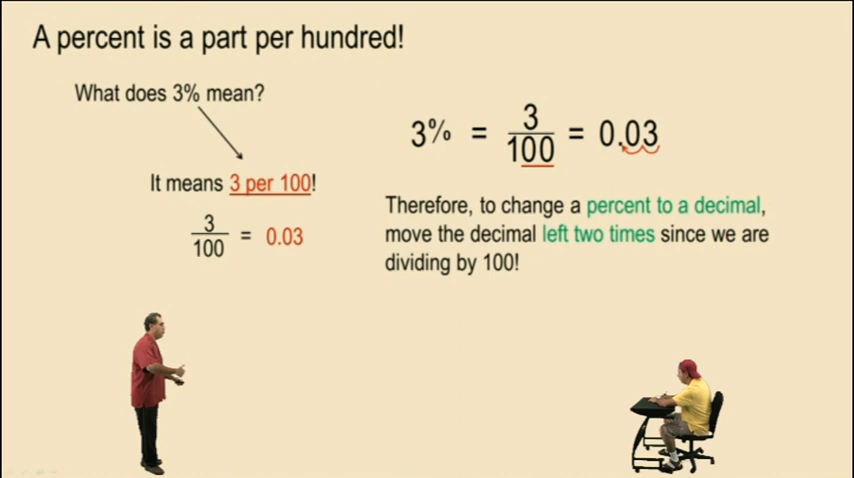 A percent is a part per hundred!
What does 3% mean?
It means 3 per 100!
3/100 = 0.03
3% = 3/100 = 0.03
Therefore, to change a percent to a decimal,
move the decimal left two times since we are
dividing by 100!